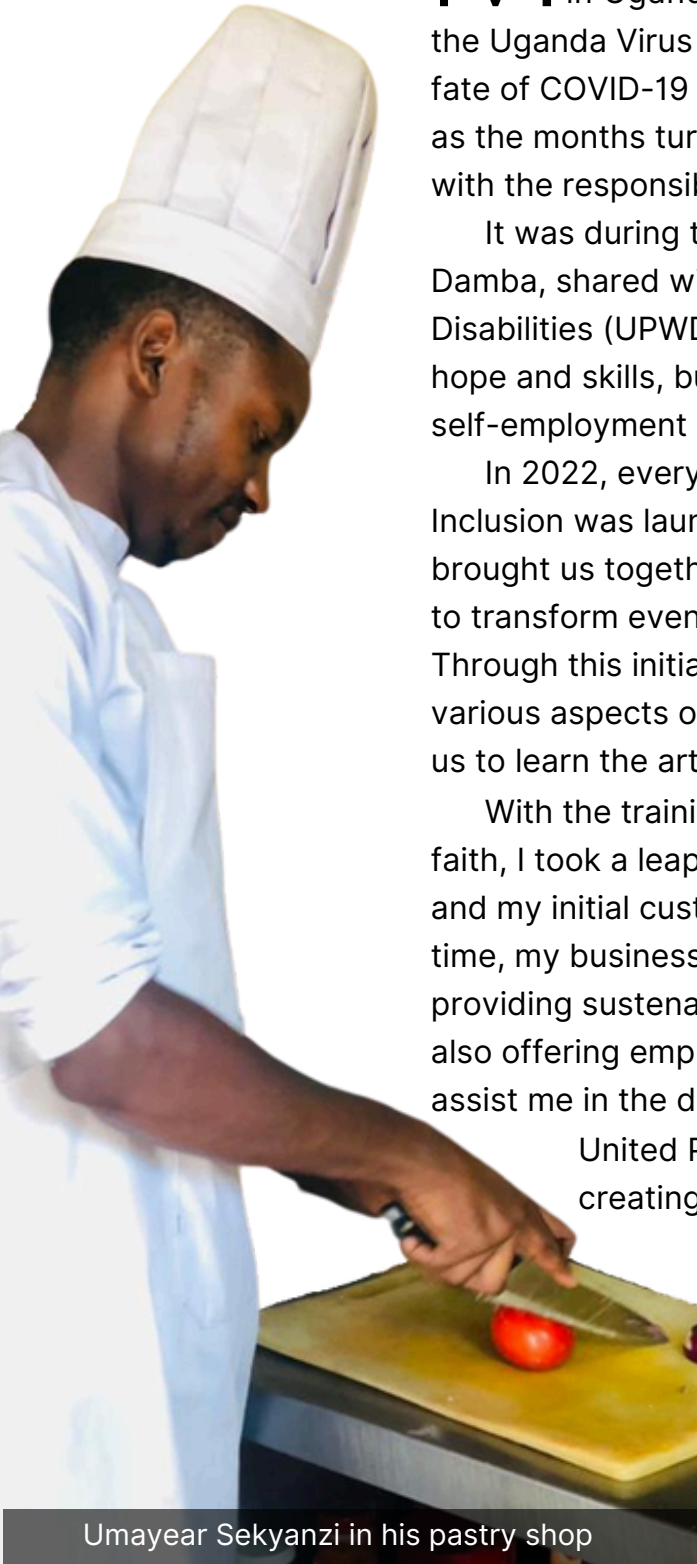 in Ugand
the Uganda Virus
fate of COVID-19
as the months tur
with the responsib
It was during t
Damba, shared wi
Disabilities (UPWD
hope and skills, bu
self-employment
In 2022, every
Inclusion was laun
brought us togeth
to transform even
Through this initia
various aspects o
us to learn the art
With the traini
faith, I took a leap
and my initial cust
time, my business
providing sustena
also offering emp
assist me in the d
United P
creating
Umayear Sekyanzi in his pastry shop